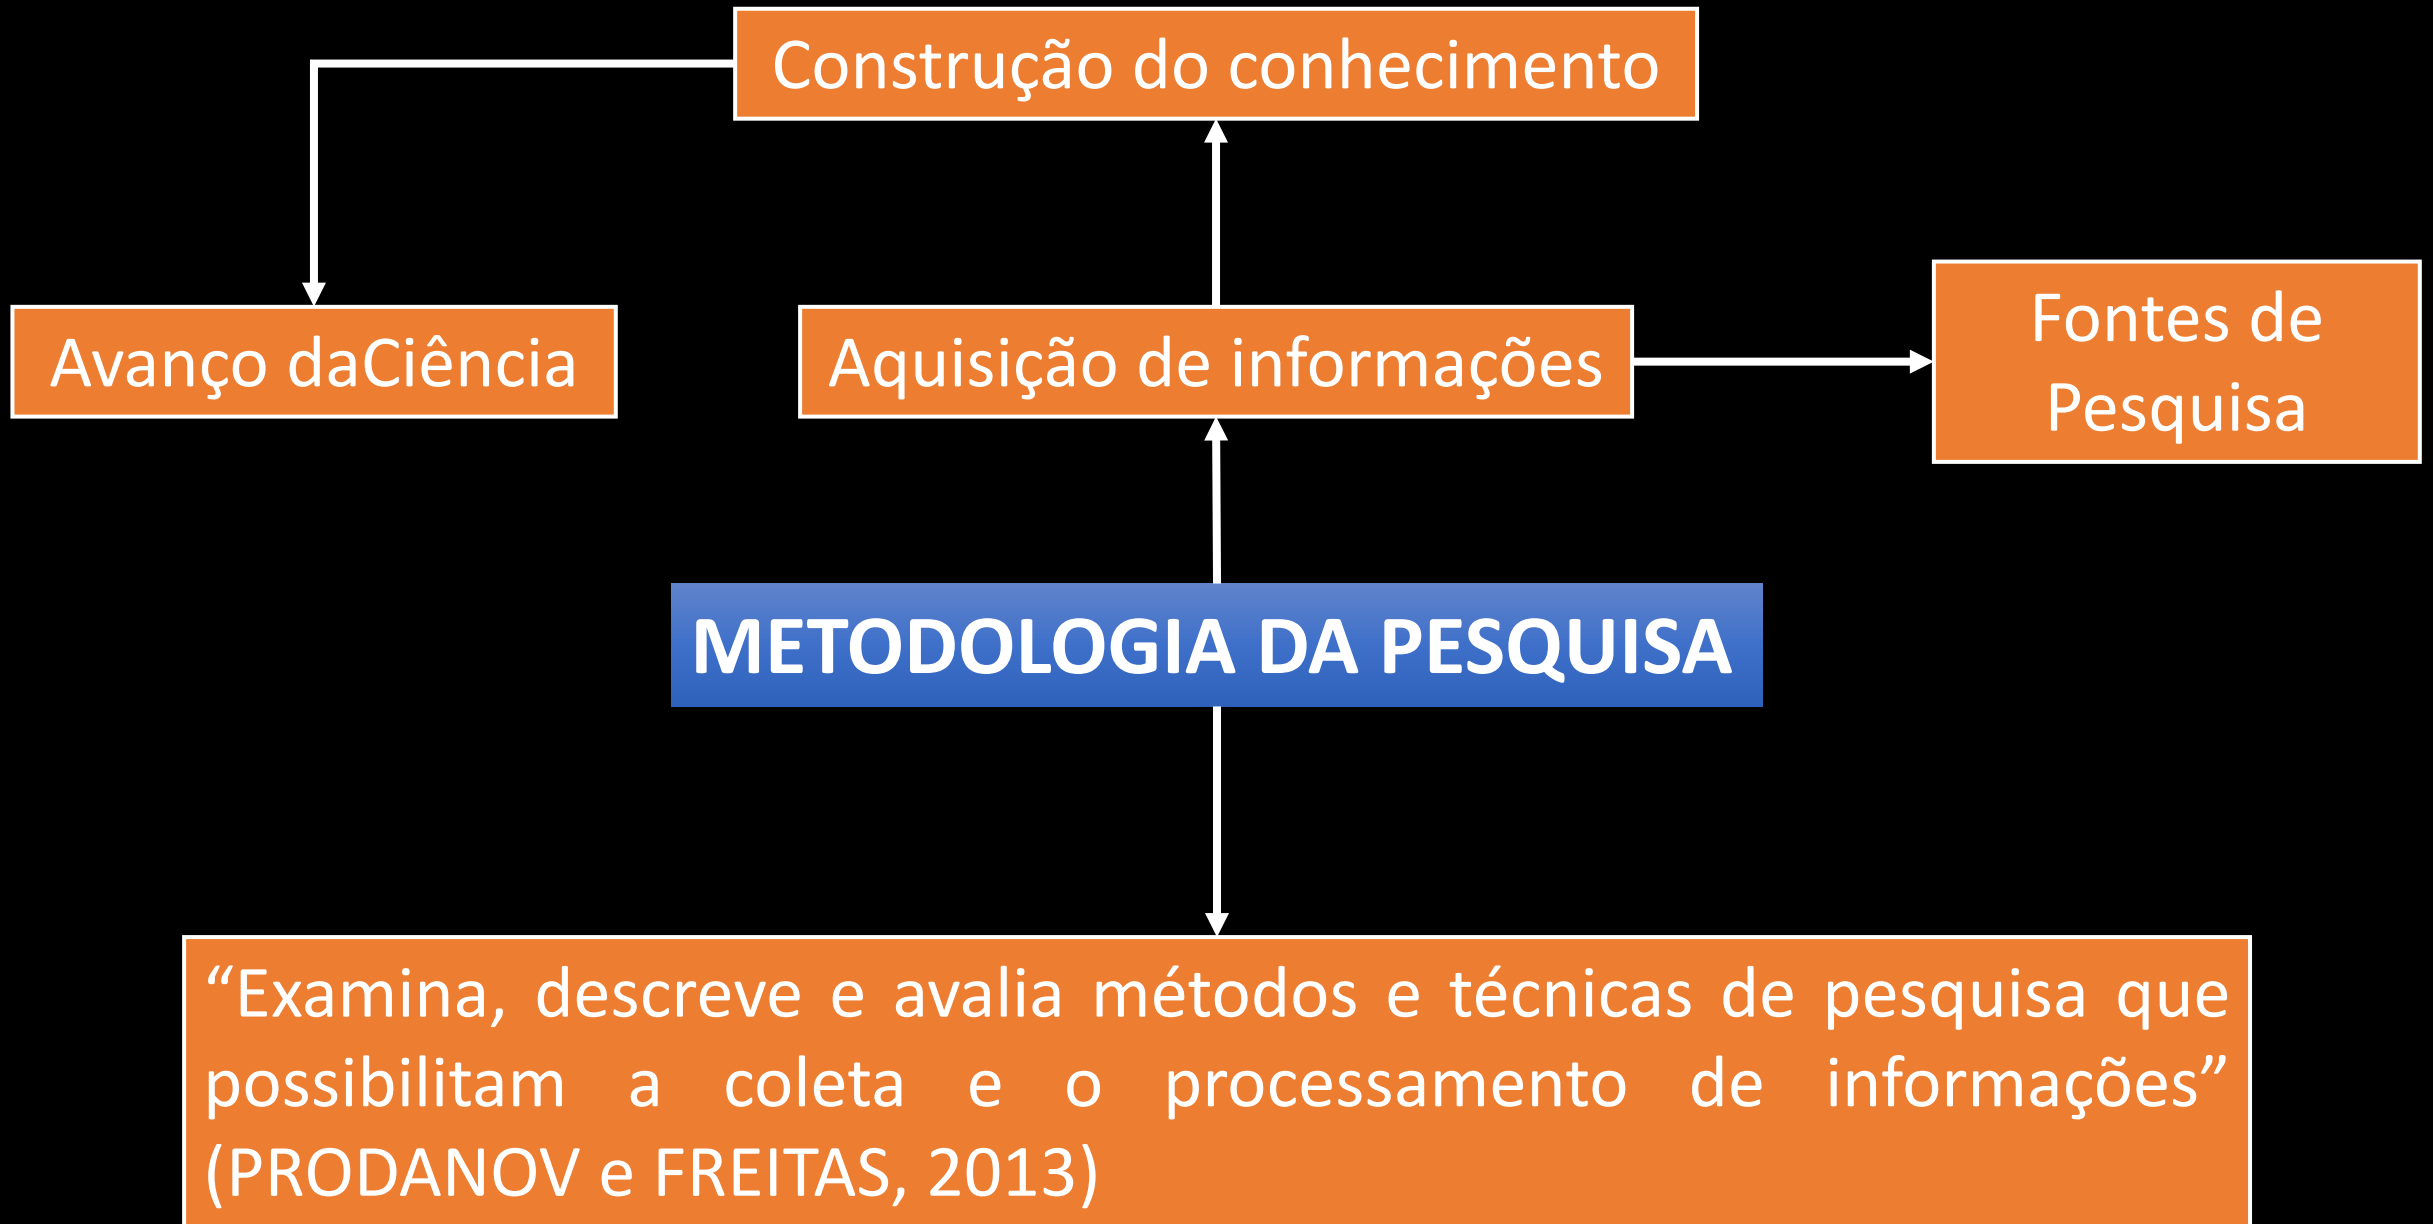 Construção do conhecimento
Avanço daCiência
Aquisição de informações
Fontes de
Pesquisa
METODOLOGIA DA PESQUISA
“Examina, descreve e avalia métodos e técnicas de pesquisa que
possibilitam a coleta e o processamento de informações”
(PRODANOV e FREITAS, 2013)